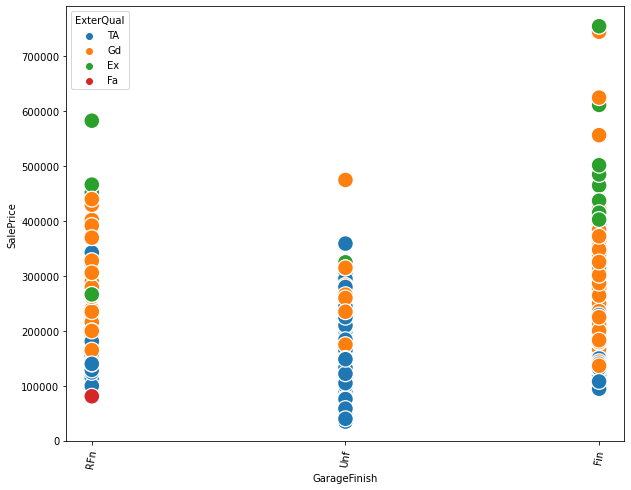 ExterQual
TA
Gd
Ex
Fa
SalePrice
700000
600000
500000
400000
300000
200000
100000
0
RFn
Unf
Fin
GarageFinish